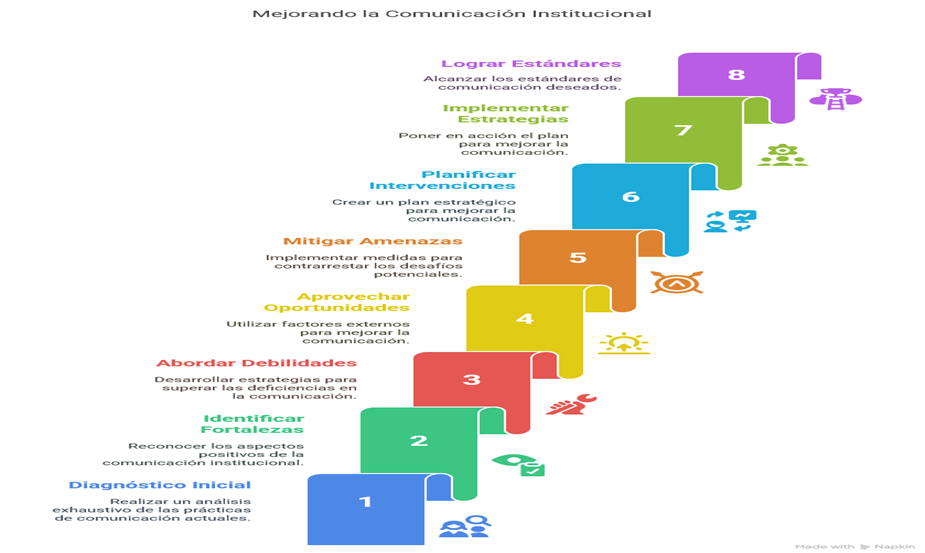 Mejorando la Comunicación Institucional
Lograr Estándares
Alcanzar los estándares de
comunicación deseados.
8
Implementar
Estrategias
Poner en acción el plan
para mejorar la
comunicación.
7
Planificar
Intervenciones
Crear un plan estratégico
para mejorar la
comunicación.
6
Mitigar Amenazas
Implementar medidas para
contrarrestar los desafíos
potenciales.
5
Aprovechar
Oportunidades
Utilizar factores externos
para mejorar la
comunicación.
4
Abordar Debilidades
Desarrollar estrategias para
superar las deficiencias en
la comunicación.
3
Identificar
Fortalezas
Reconocer los aspectos
positivos de la
comunicación institucional.
2
Diagnóstico Inicial
Realizar un análisis
exhaustivo de las prácticas
de comunicación actuales.
1
Made with Napkin